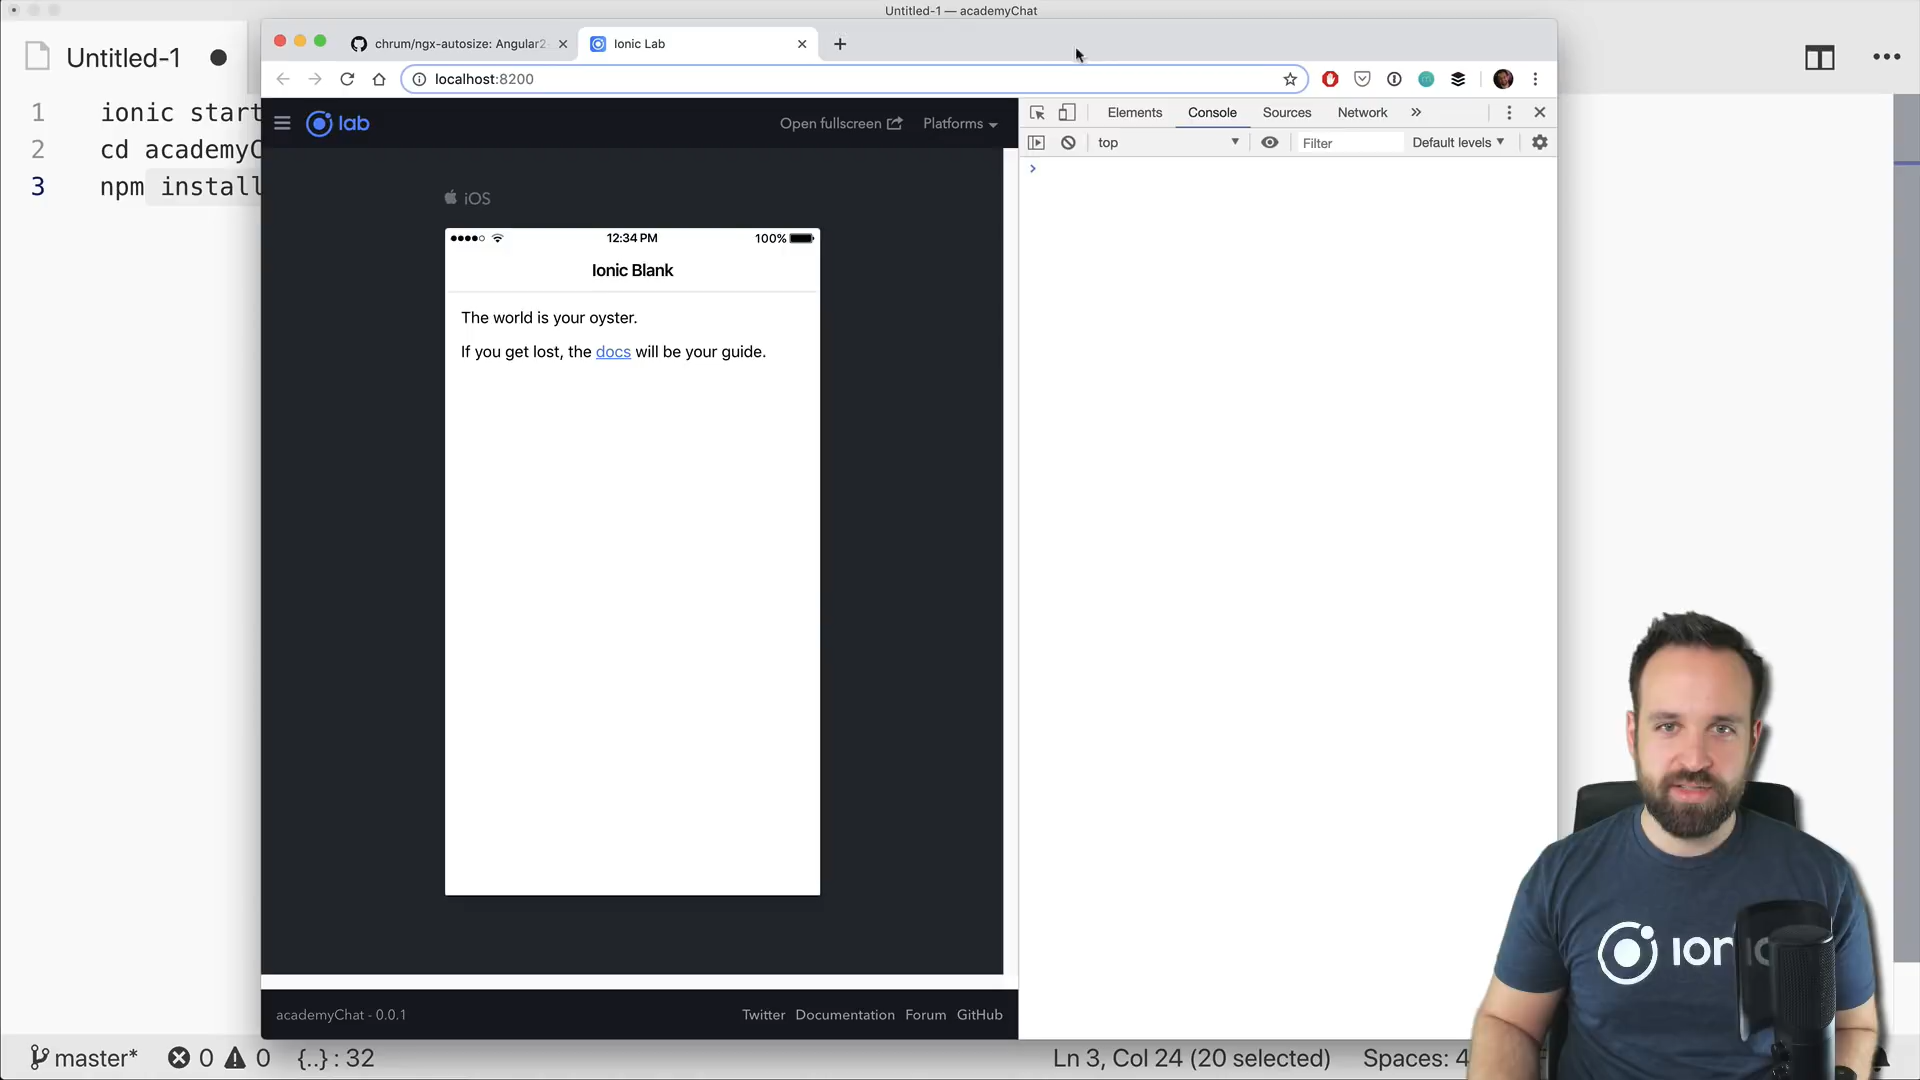 Untitled-1 — academyChat
Untitled-1
chrum/ngx-autosize: Angular2
Ionic Lab
localhost:8200
1 ionic start
2 cd academyC
3 npm install
lab
Open fullscreen
Platforms
Elements Console Sources Network »
top
Filter
Default levels
iOS
12:34 PM
100%
Ionic Blank
The world is your oyster.
If you get lost, the docs will be your guide.
academyChat - 0.0.1
Twitter Documentation Forum GitHub
master* 0 0 {..} : 32
Ln 3, Col 24 (20 selected) Spaces: 4